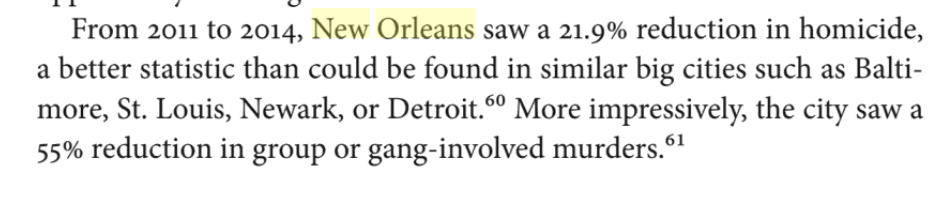 From 2011 to 2014, New Orleans saw a 21.9% reduction in homicide,
a better statistic than could be found in similar big cities such as Balti-
more, St. Louis, Newark, or Detroit.⁶⁰ More impressively, the city saw a
55% reduction in group or gang-involved murders.⁶¹